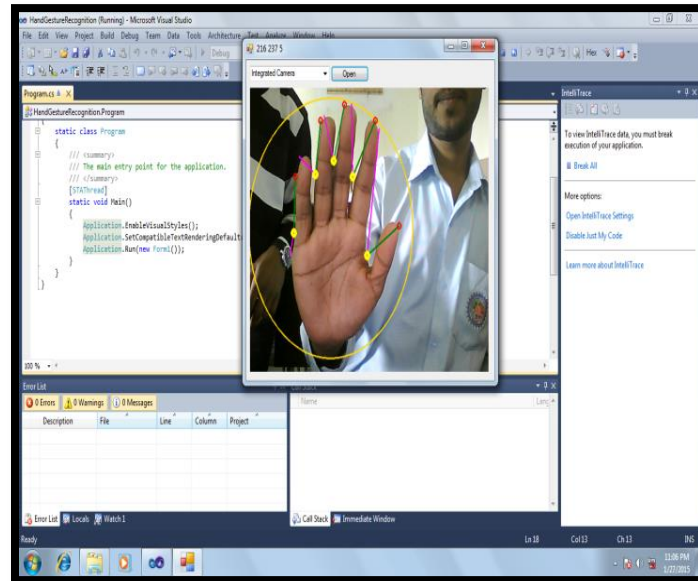 HandGestureRecognition (Running) - Microsoft Visual Studio
File Edit View Project Build Debug Team Data Tools Architecture Test Analyze Window Help
Debug
Hex
216 237 5
Integrated Camera
Open
Program.cs
HandGestureRecognition.Program
static class Program
{
/// <summary>
/// The main entry point for the application.
/// </summary>
[STAThread]
static void Main()
{
Application.EnableVisualStyles();
Application.SetCompatibleTextRenderingDefault(
Application.Run(new Form1());
}
}
}
100 %
IntelliTrace
To view IntelliTrace data, you must break
execution of your application.
Break All
More options:
Open IntelliTrace Settings
Disable Just My Code
Learn more about IntelliTrace
Error List
0 Errors
0 Warnings
0 Messages
Description
File
Line
Column
Project
Call Stack
Name
Lang
Error List
Locals
Watch 1
Call Stack
Immediate Window
Ready
Ln 18
Col 13
Ch 13
INS
11:06 PM
1/27/2015